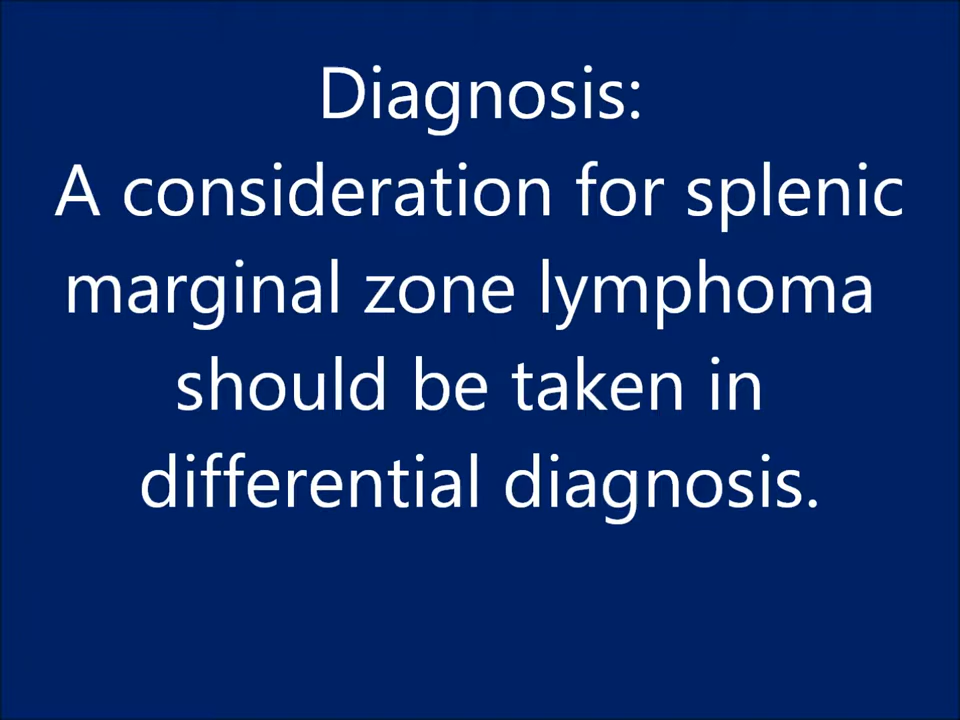 Diagnosis:
A consideration for splenic
marginal zone lymphoma
should be taken in
differential diagnosis.